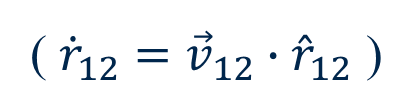 ( ṙ₁₂ = v⃗₁₂ · r̂₁₂ )